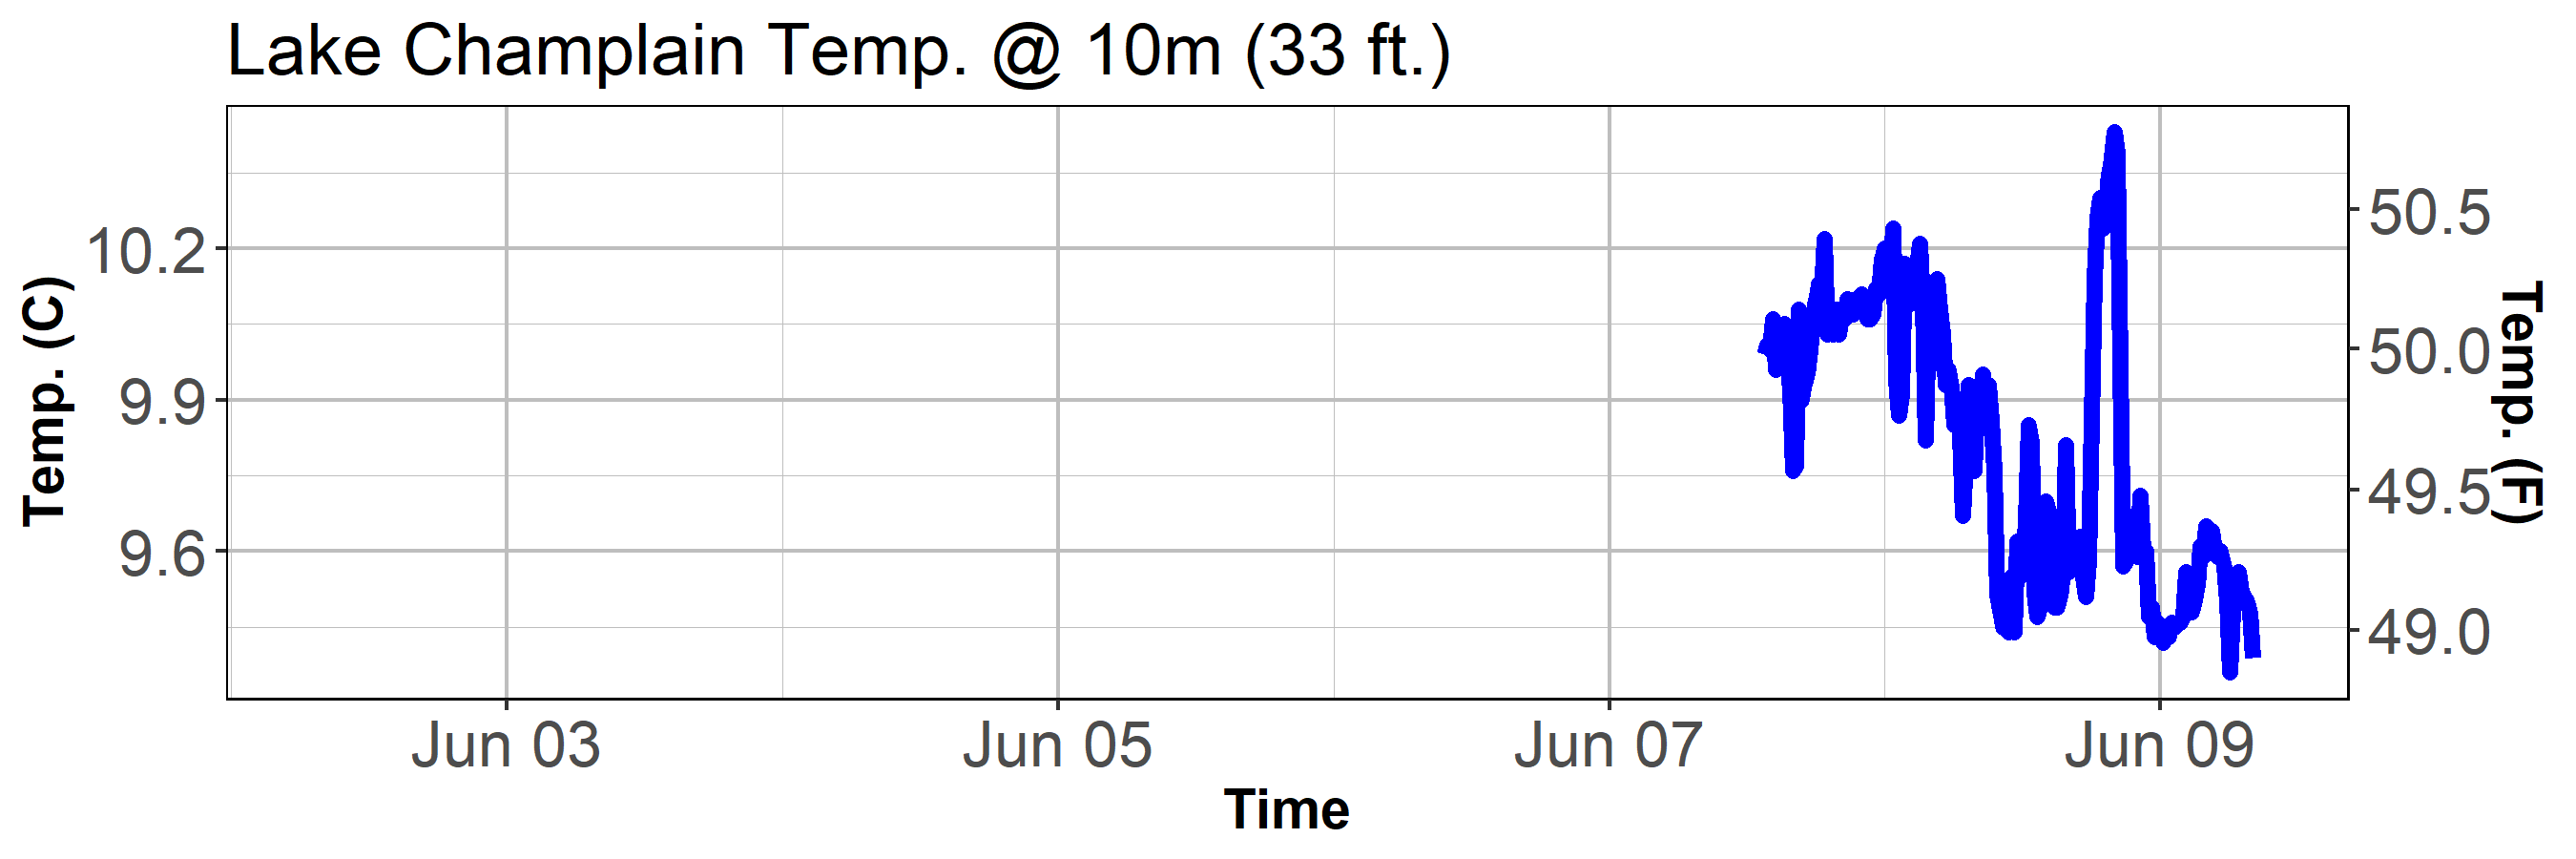 Lake Champlain Temp. @ 10m (33 ft.)
Temp. (C)
10.2
9.9
9.6
50.5
50.0
49.5
49.0
Temp. (F)
Jun 03
Jun 05
Jun 07
Jun 09
Time